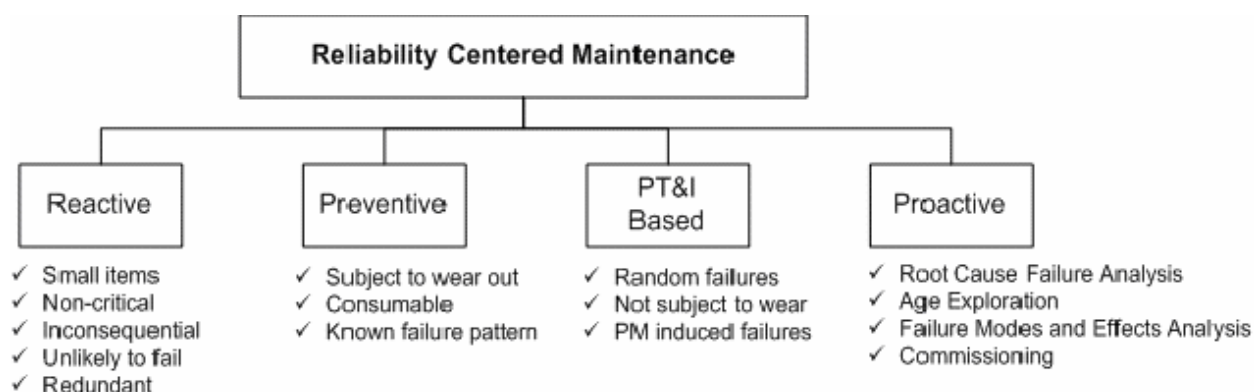 Reliability Centered Maintenance
Reactive
Preventive
PT&I
Based
Proactive
✓ Small items
✓ Non-critical
✓ Inconsequential
✓ Unlikely to fail
✓ Redundant
✓ Subject to wear out
✓ Consumable
✓ Known failure pattern
✓ Random failures
✓ Not subject to wear
✓ PM induced failures
✓ Root Cause Failure Analysis
✓ Age Exploration
✓ Failure Modes and Effects Analysis
✓ Commissioning